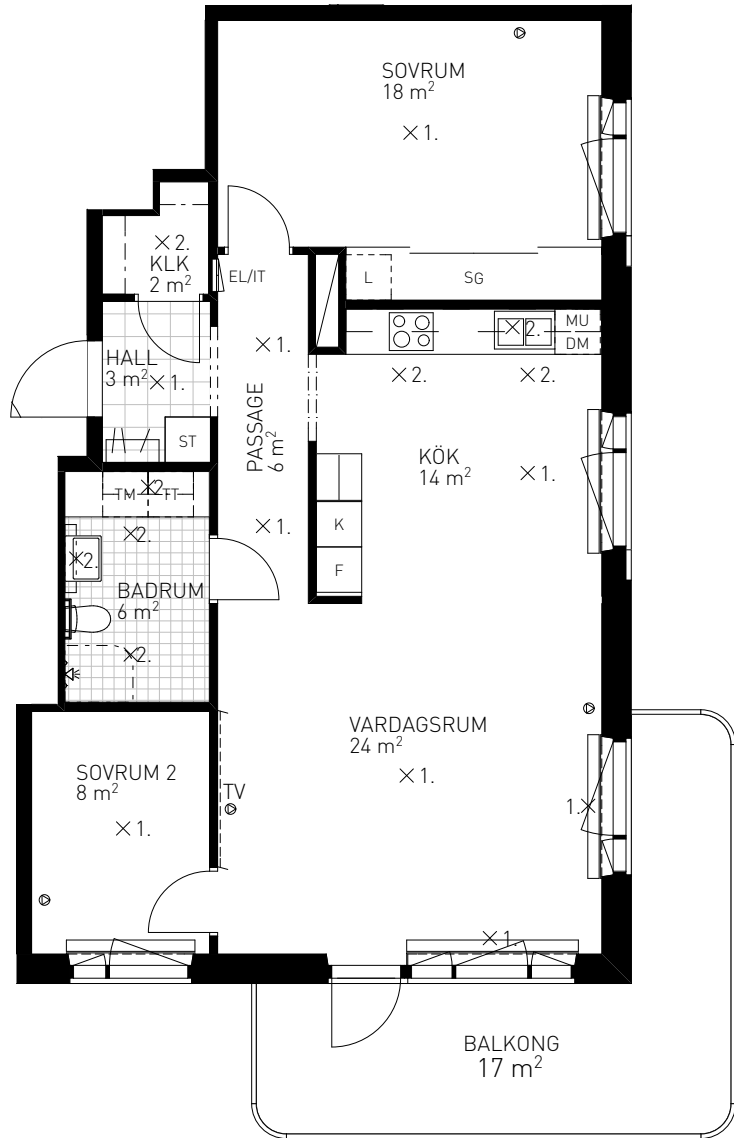 SOVRUM
18 m²
×1.
×2.
KLK
2 m²
EL/IT
L
SG
MU
DM
×2.
×1.
HALL
3 m²
×1.
×2.
×2.
ST
PASSAGE
6 m²
KÖK
14 m²
×1.
TM
TT
×2.
K
×1.
×2.
F
×2.
BADRUM
6 m²
×2.
VARDAGSRUM
24 m²
×1.
SOVRUM 2
8 m²
×1.
TV
1.×
×1.
BALKONG
17 m²